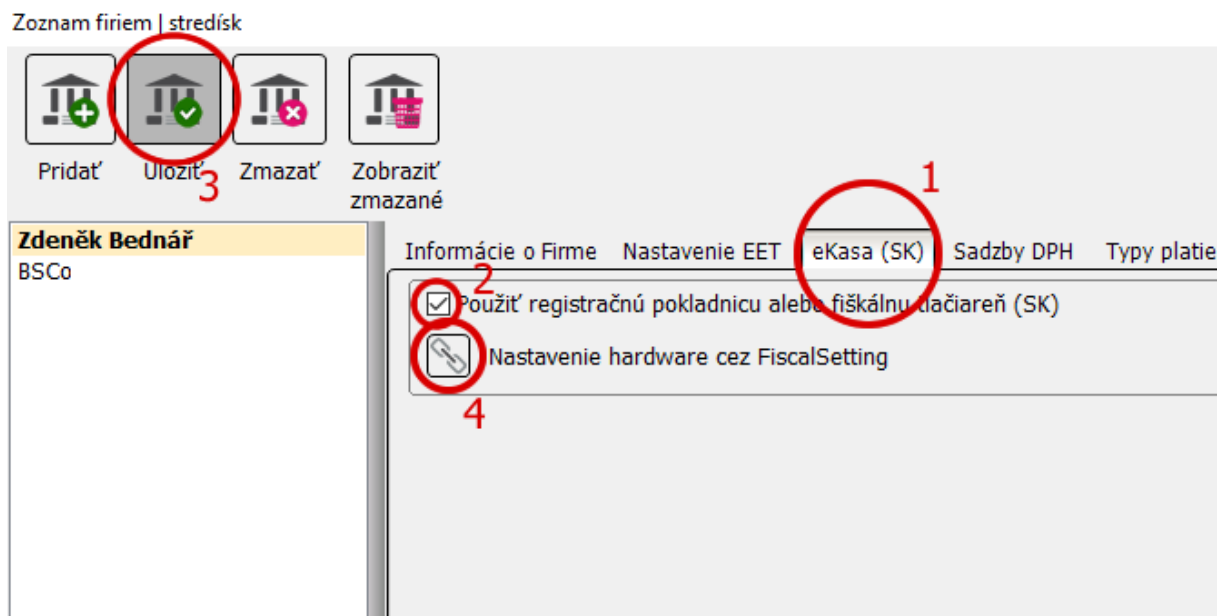 Zoznam firiem | stredísk
Pridať Uložiť Zmazať Zobraziť
zmazané
3
1
Zdeněk Bednář
BSCo
Informácie o Firme Nastavenie EET eKasa (SK) Sadzby DPH Typy platie
2
Použiť registračnú pokladnicu alebo fiškálnu tlačiareň (SK)
Nastavenie hardware cez FiscalSetting
4